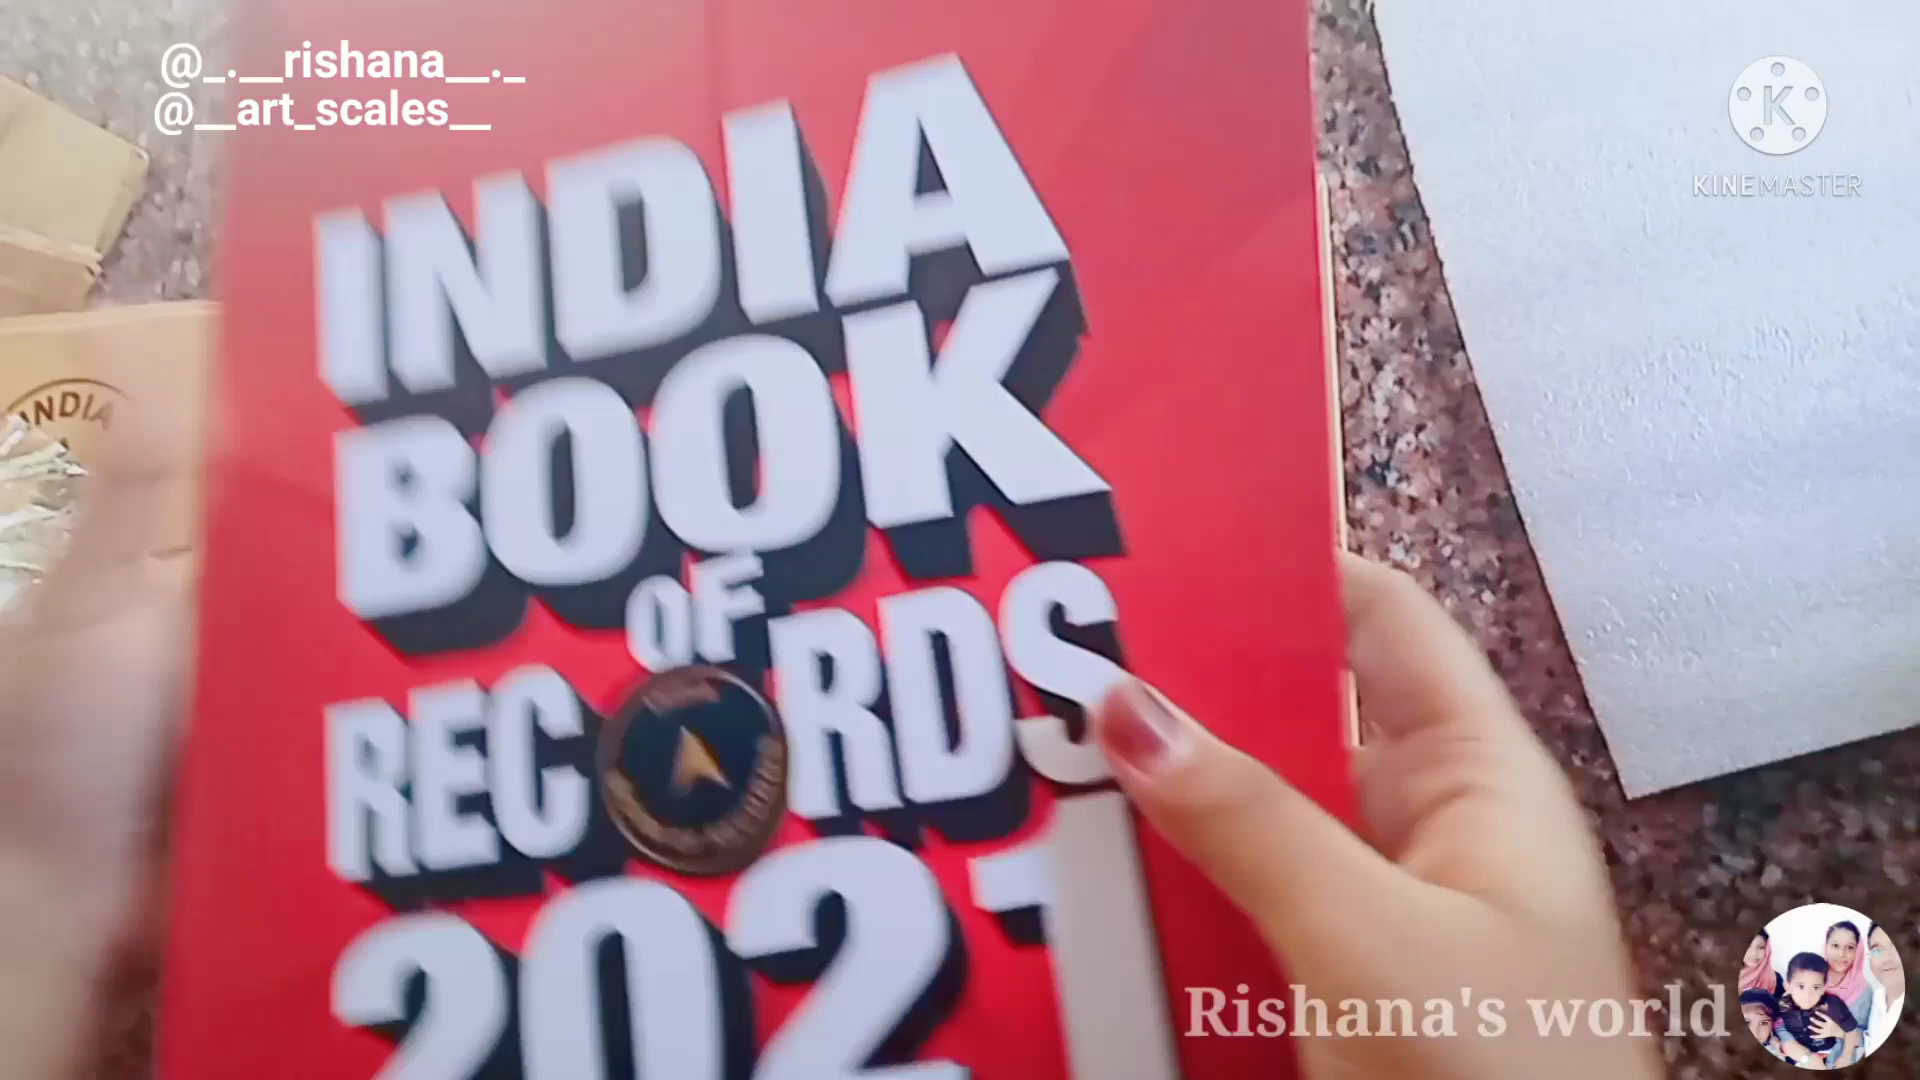 @_.__rishana__._
@__art_scales__
KINEMASTER
INDIA
BOOK
OF
RECORDS
2021
INDIA
Rishana's world